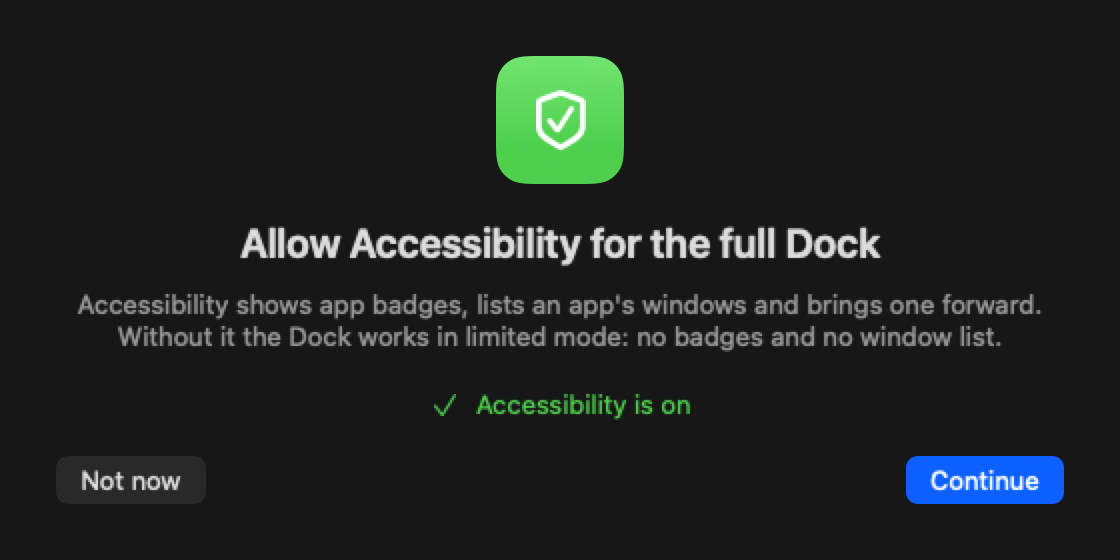 Allow Accessibility for the full Dock
Accessibility shows app badges, lists an app's windows and brings one forward.
Without it the Dock works in limited mode: no badges and no window list.
Accessibility is on
Not now
Continue